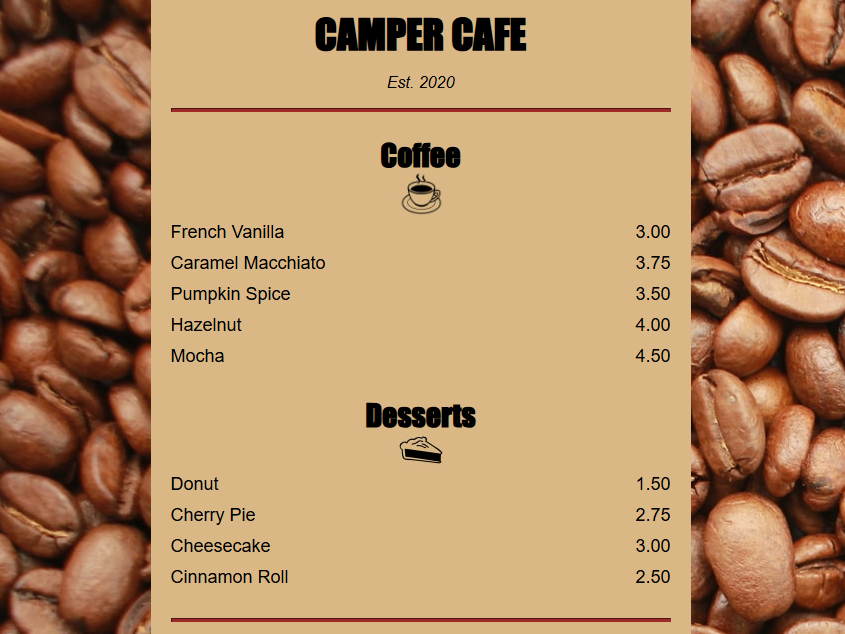 CAMPER CAFE
Est. 2020
Coffee
French Vanilla 3.00
Caramel Macchiato 3.75
Pumpkin Spice 3.50
Hazelnut 4.00
Mocha 4.50
Desserts
Donut 1.50
Cherry Pie 2.75
Cheesecake 3.00
Cinnamon Roll 2.50